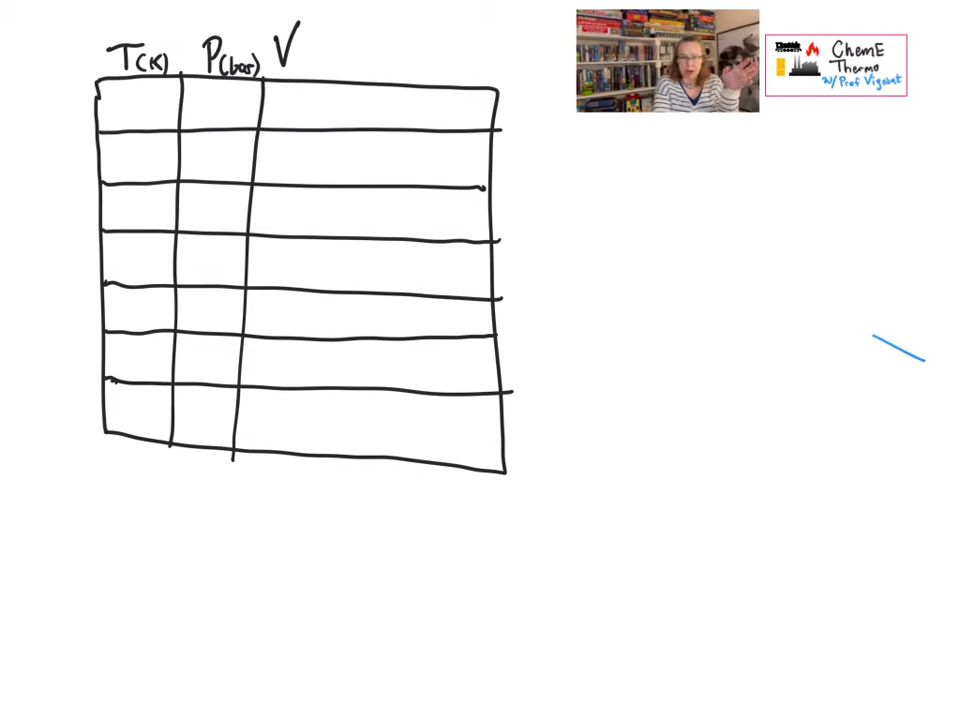 T(K) P(bar) V
ChemE
Thermo
w/ Prof Vigeant